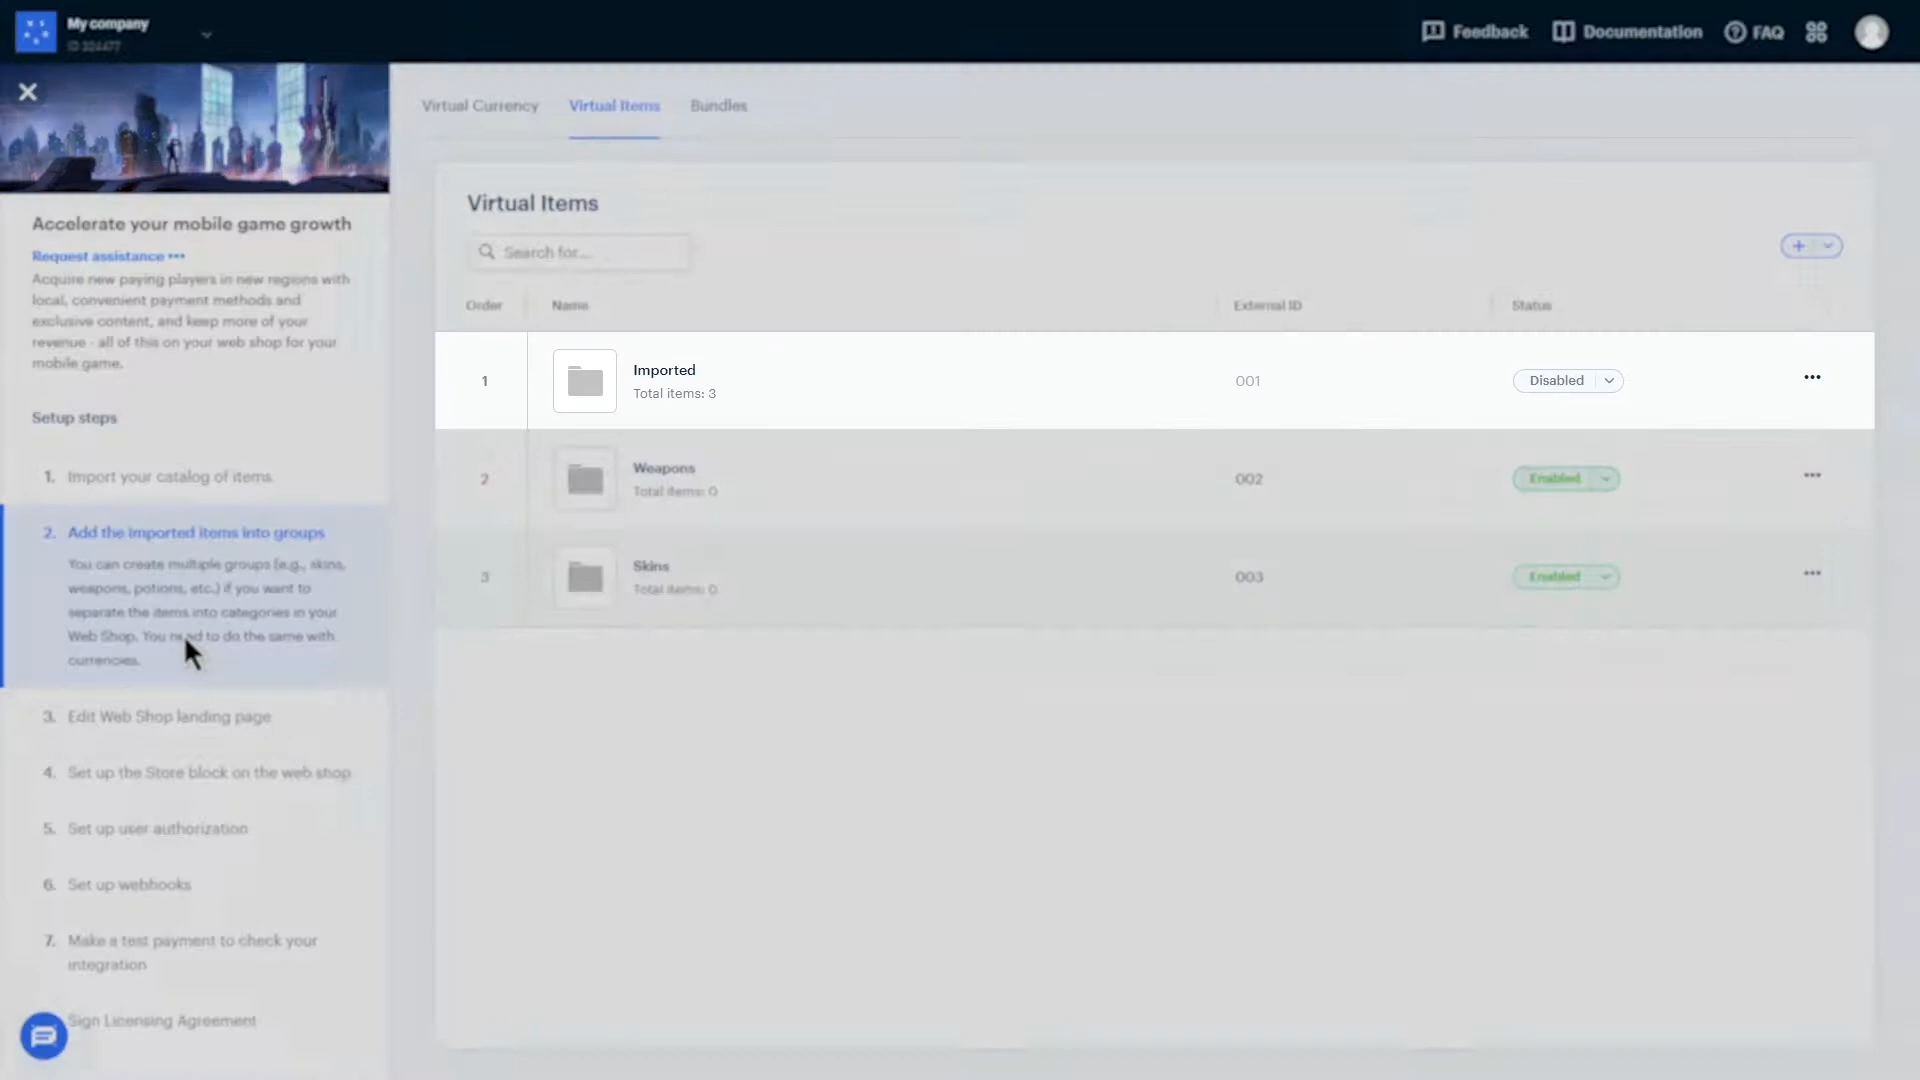 My company
ID 324477
Feedback
Documentation
FAQ
Virtual Currency
Virtual Items
Bundles
Accelerate your mobile game growth
Request assistance •••
Acquire new paying players in new regions with
local, convenient payment methods and
exclusive content, and keep more of your
revenue - all of this on your web shop for your
mobile game.
Setup steps
1. Import your catalog of items
2. Add the imported items into groups
You can create multiple groups (e.g., skins,
weapons, potions, etc.) if you want to
separate the items into categories in your
Web Shop. You need to do the same with
currencies.
3. Edit Web Shop landing page
4. Set up the Store block on the web shop
5. Set up user authorization
6. Set up webhooks
7. Make a test payment to check your
integration
Sign Licensing Agreement
Virtual Items
Search for...
Order Name External ID Status
1 Imported 001 Disabled
Total items: 3
2 Weapons 002 Enabled
Total items: 0
3 Skins 003 Enabled
Total items: 0